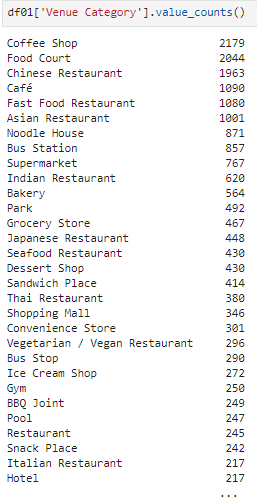 df01['Venue Category'].value_counts()
Coffee Shop 2179
Food Court 2044
Chinese Restaurant 1963
Café 1090
Fast Food Restaurant 1080
Asian Restaurant 1001
Noodle House 871
Bus Station 857
Supermarket 767
Indian Restaurant 620
Bakery 564
Park 492
Grocery Store 467
Japanese Restaurant 448
Seafood Restaurant 430
Dessert Shop 430
Sandwich Place 414
Thai Restaurant 380
Shopping Mall 346
Convenience Store 301
Vegetarian / Vegan Restaurant 296
Bus Stop 290
Ice Cream Shop 272
Gym 250
BBQ Joint 249
Pool 247
Restaurant 245
Snack Place 242
Italian Restaurant 217
Hotel 217
...